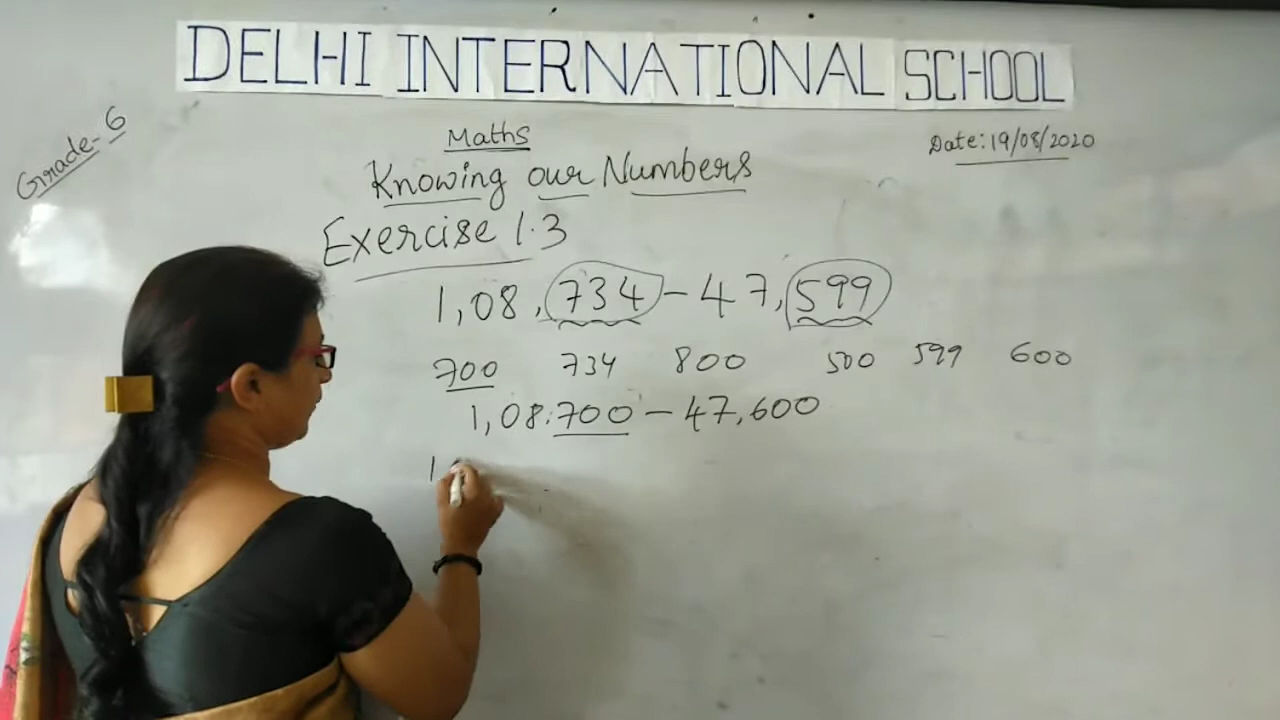 DELHI INTERNATIONAL SCHOOL
Grade-6
Maths
Date: 19/08/2020
Knowing our Numbers
Exercise 1.3
1,08,734 - 47,599
700 734 800 500 599 600
1,08,700 - 47,600
1